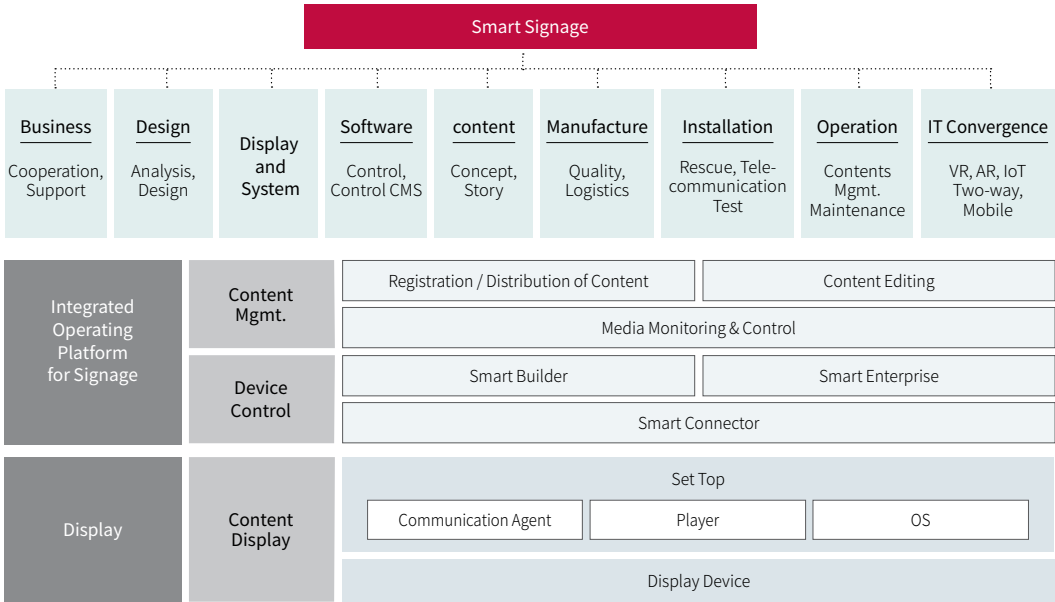 Smart Signage
Business
Cooperation,
Support
Design
Analysis,
Design
Display
and
System
Software
Control,
Control CMS
content
Concept,
Story
Manufacture
Quality,
Logistics
Installation
Rescue, Tele-
communication
Test
Operation
Contents
Mgmt.
Maintenance
IT Convergence
VR, AR, IoT
Two-way,
Mobile
Integrated
Operating
Platform
for Signage
Content
Mgmt.
Registration / Distribution of Content
Content Editing
Media Monitoring & Control
Device
Control
Smart Builder
Smart Enterprise
Smart Connector
Display
Content
Display
Set Top
Communication Agent
Player
OS
Display Device